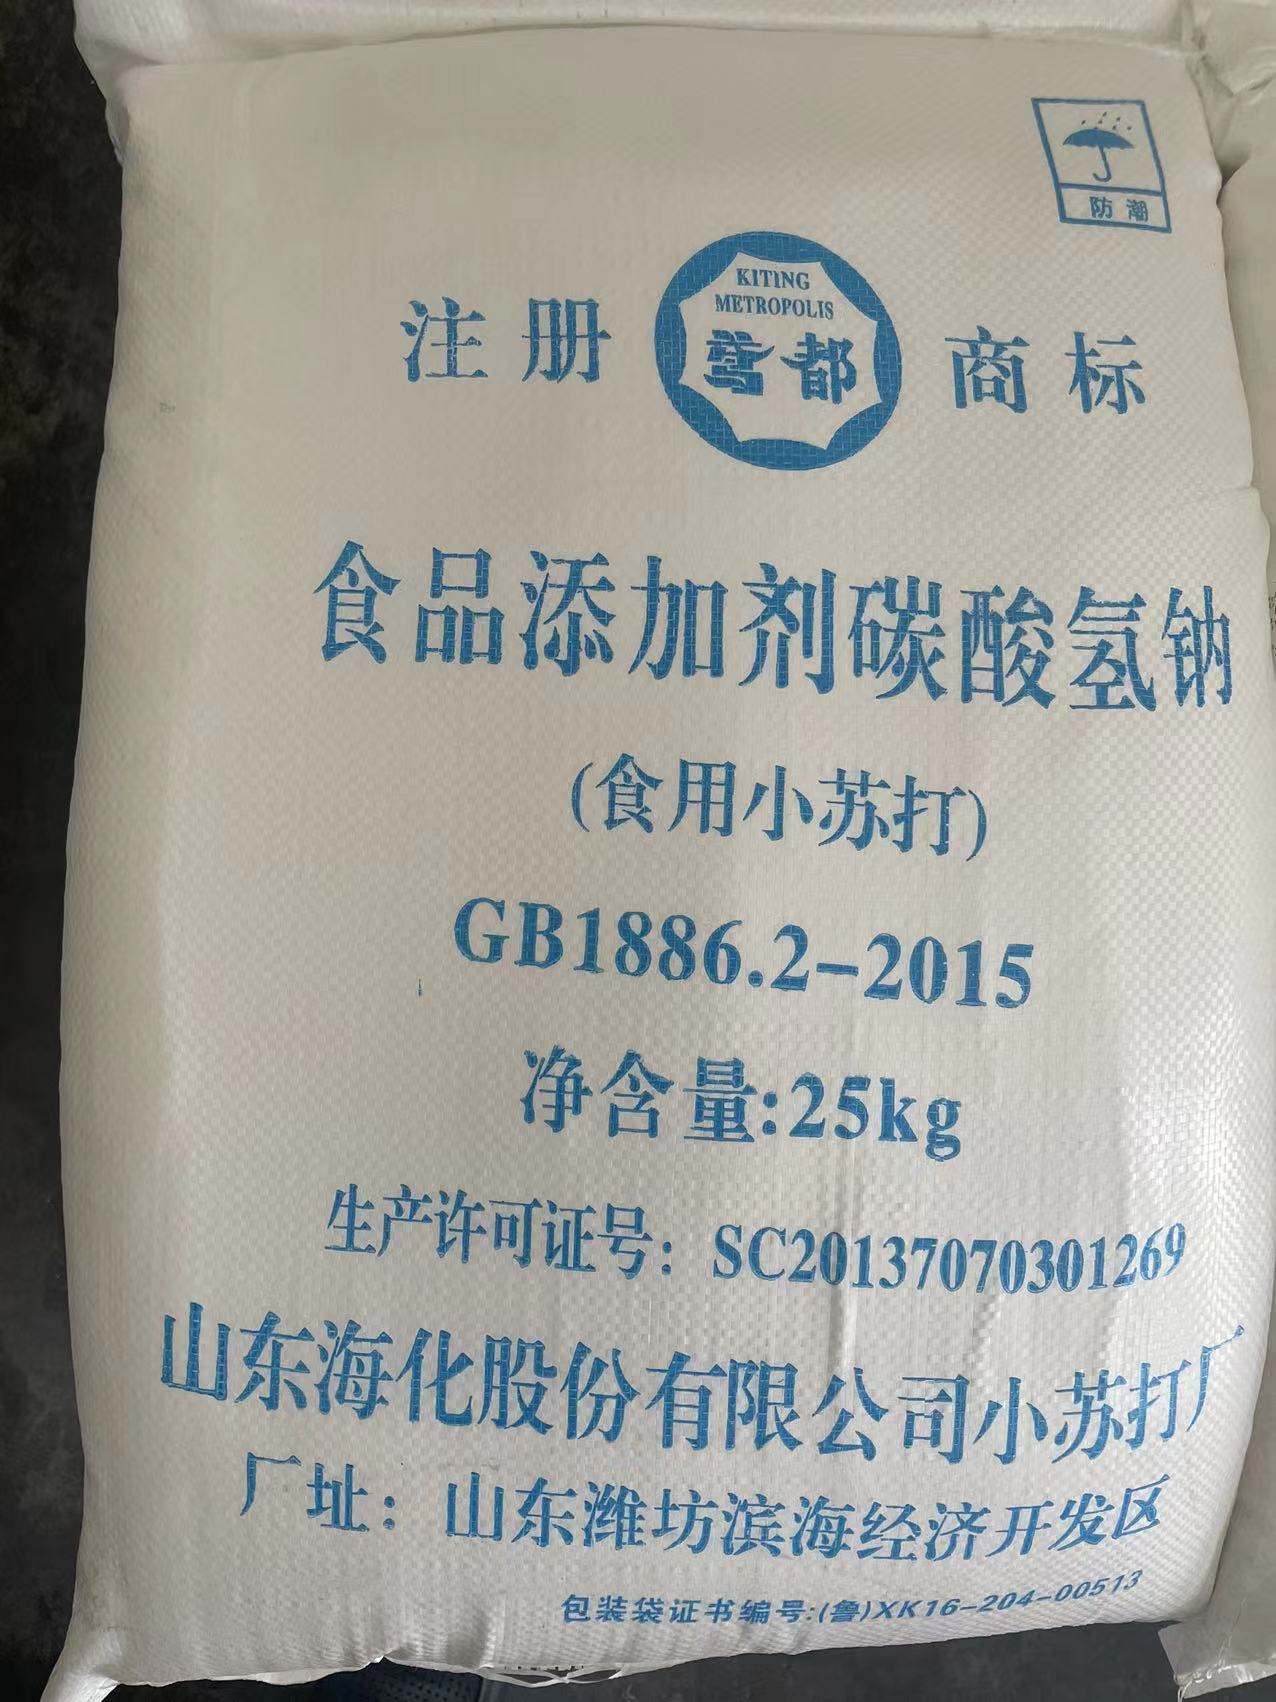 防潮
KITING
METROPOLIS
注册 鸢都 商标
食品添加剂碳酸氢钠
(食用小苏打)
GB1886.2-2015
净含量:25kg
生产许可证号：SC20137070301269
山东海化股份有限公司小苏打厂
厂址：山东潍坊滨海经济开发区
包装袋证书编号:(鲁)XK16-204-00513